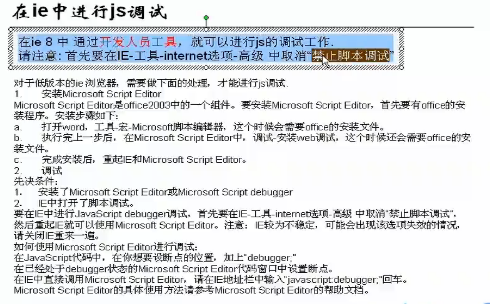 在ie中进行js调试
在ie 8 中 通过开发人员工具，就可以进行js的调试工作.
请注意: 首先要在IE-工具-internet选项-高级 中取消"禁止脚本调试"
对于低版本的ie浏览器，需要做下面的处理，才能进行js调试.
1. 安装Microsoft Script Editor
Microsoft Script Editor是office2003中的一个组件。要安装Microsoft Script Editor，首先要有office的安
装程序。安装步骤如下：
a. 打开word，工具-宏-Microsoft脚本编辑器，这个时候会需要office的安装文件。
b. 执行完上一步后，在Microsoft Script Editor中，调试-安装web调试，这个时候还会需要office的安
装文件。
c. 完成安装后，重起IE和Microsoft Script Editor。
2. 调试
先决条件：
1， 安装了Microsoft Script Editor或Microsoft Script debugger
2， IE中打开了脚本调试。
要在IE中进行JavaScript debugger调试，首先要在IE-工具-internet选项-高级 中取消"禁止脚本调试"，
然后重起IE就可以使用Microsoft Script Editor。注意：IE较为不稳定，可能会出现该选项失效的情况，
请关闭IE重来一遍。
如何使用Microsoft Script Editor进行调试：
在JavaScript代码中，在你想要设断点的位置，加上"debugger;"
在已经处于debugger状态的Microsoft Script Editor代码窗口中设置断点。
在IE中直接调用Microsoft Script Editor，请在IE地址栏中输入"javascript:debugger;"回车。
Microsoft Script Editor的具体使用方法请参考Microsoft Script Editor的帮助文档。